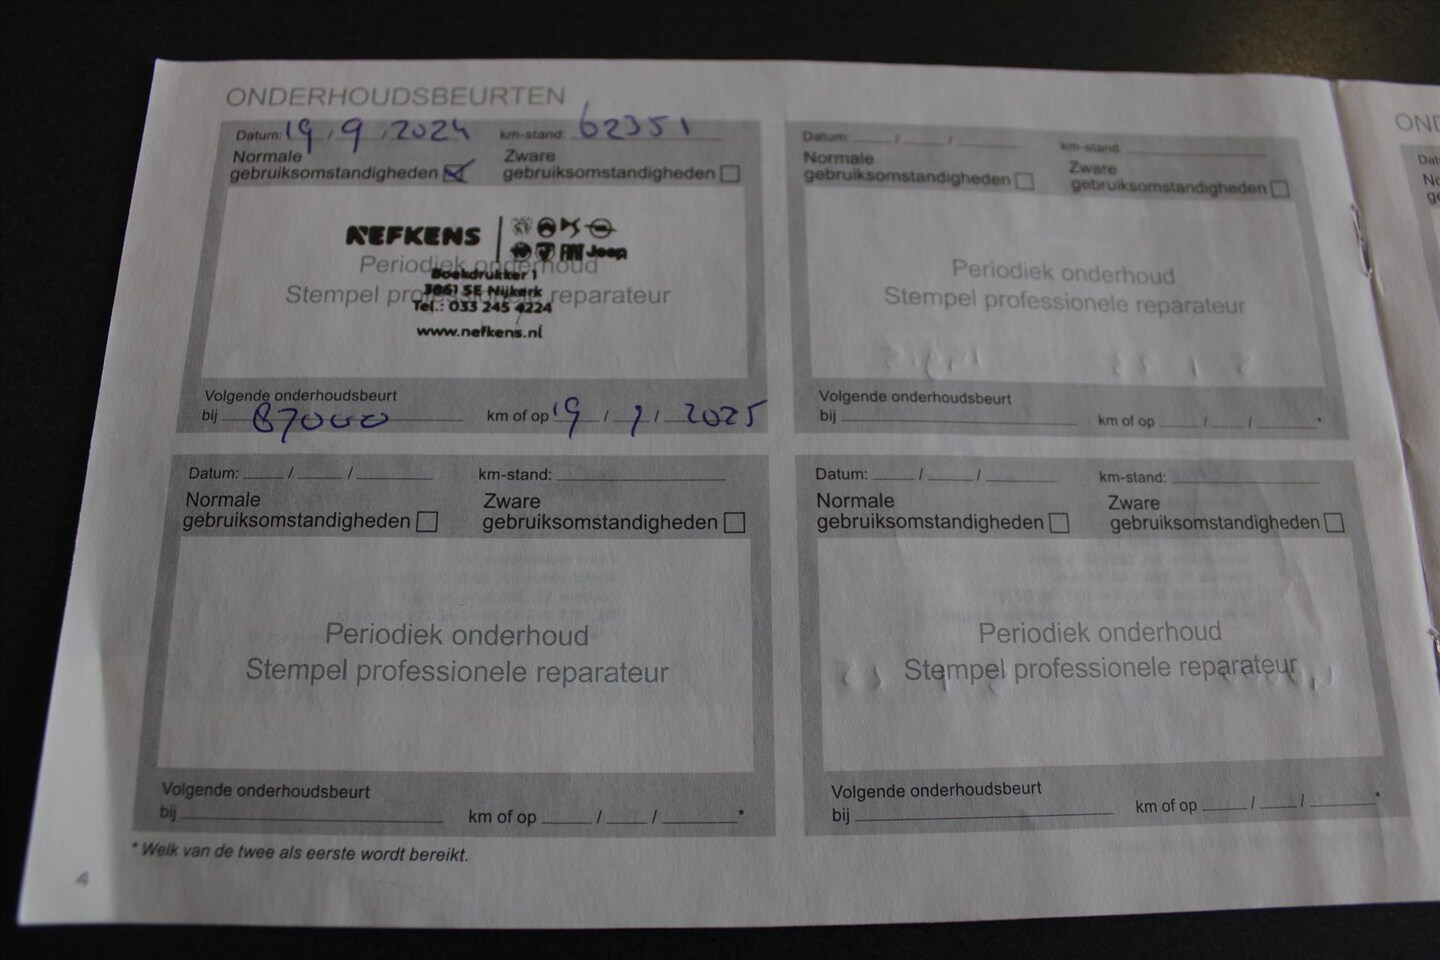 ONDERHOUDSBEURTEN
OND
Datum: 19 / 9 / 2024 km-stand: 62351
Normale gebruiksomstandigheden Zware gebruiksomstandigheden
NEFKENS
FIAT Jeep
Periodiek onderhoud
Boekdrukker 1
Stempel professionele reparateur
3861 SE Nijkerk
Tel.: 033 245 4224
www.nefkens.nl
Volgende onderhoudsbeurt
bij 87000 km of op 19 / 9 / 2025
Datum: / / km-stand:
Normale gebruiksomstandigheden Zware gebruiksomstandigheden
Periodiek onderhoud
Stempel professionele reparateur
Volgende onderhoudsbeurt
bij km of op / / *
Datum: / / km-stand:
Normale gebruiksomstandigheden Zware gebruiksomstandigheden
Periodiek onderhoud
Stempel professionele reparateur
Volgende onderhoudsbeurt
bij km of op / / *
Datum: / / km-stand:
Normale gebruiksomstandigheden Zware gebruiksomstandigheden
Periodiek onderhoud
Stempel professionele reparateur
Volgende onderhoudsbeurt
bij km of op / / *
* Welk van de twee als eerste wordt bereikt.
4